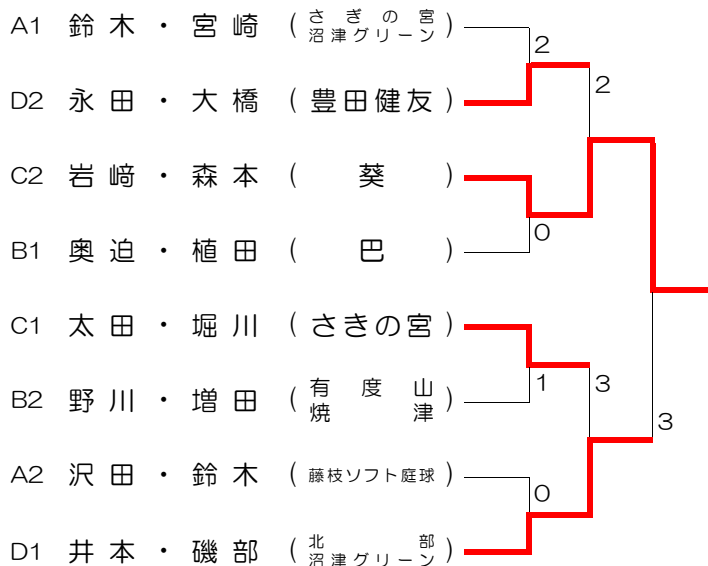 A1 鈴木・宮崎 (さぎの宮
沼津グリーン)
2
D2 永田・大橋 (豊田健友)
2
C2 岩﨑・森本 (葵)
0
B1 奥迫・植田 (巴)
C1 太田・堀川 (さきの宮)
1
3
B2 野川・増田 (有度山
焼津)
3
A2 沢田・鈴木 (藤枝ソフト庭球)
0
D1 井本・磯部 (北部
沼津グリーン)